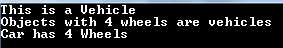 This is a Vehicle
Objects with 4 wheels are vehicles
Car has 4 Wheels